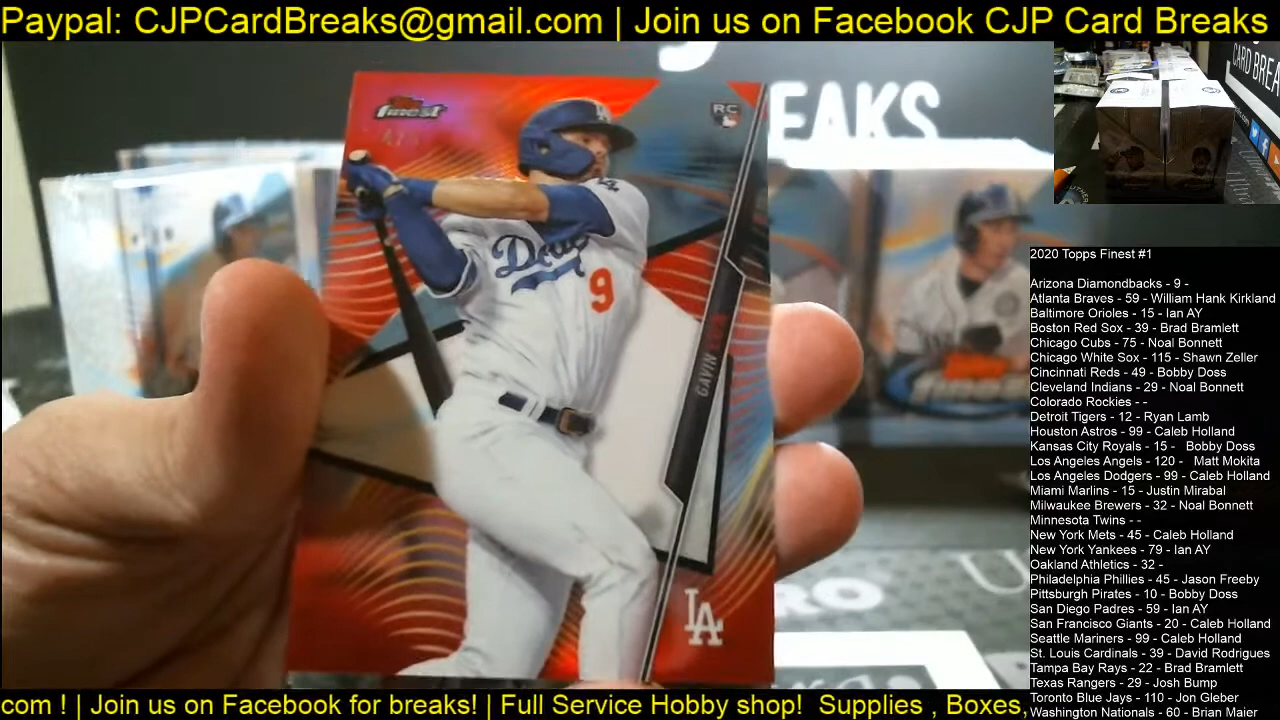 Paypal: CJPCardBreaks@gmail.com | Join us on Facebook CJP Card Breaks
EAKS
CARD BREA
finest
RC
LA
Dod
9
GAVIN LUX
LA
finest
2020 Topps Finest #1
Arizona Diamondbacks - 9 -
Atlanta Braves - 59 - William Hank Kirkland
Baltimore Orioles - 15 - Ian AY
Boston Red Sox - 39 - Brad Bramlett
Chicago Cubs - 75 - Noal Bonnett
Chicago White Sox - 115 - Shawn Zeller
Cincinnati Reds - 49 - Bobby Doss
Cleveland Indians - 29 - Noal Bonnett
Colorado Rockies - -
Detroit Tigers - 12 - Ryan Lamb
Houston Astros - 99 - Caleb Holland
Kansas City Royals - 15 - Bobby Doss
Los Angeles Angels - 120 - Matt Mokita
Los Angeles Dodgers - 99 - Caleb Holland
Miami Marlins - 15 - Justin Mirabal
Milwaukee Brewers - 32 - Noal Bonnett
Minnesota Twins - -
New York Mets - 45 - Caleb Holland
New York Yankees - 79 - Ian AY
Oakland Athletics - 32 -
Philadelphia Phillies - 45 - Jason Freeby
Pittsburgh Pirates - 10 - Bobby Doss
San Diego Padres - 59 - Ian AY
San Francisco Giants - 20 - Caleb Holland
Seattle Mariners - 99 - Caleb Holland
St. Louis Cardinals - 39 - David Rodrigues
Tampa Bay Rays - 22 - Brad Bramlett
Texas Rangers - 29 - Josh Bump
Toronto Blue Jays - 110 - Jon Gleber
Washington Nationals - 60 - Brian Maier
com ! | Join us on Facebook for breaks! | Full Service Hobby shop! Supplies , Boxes,